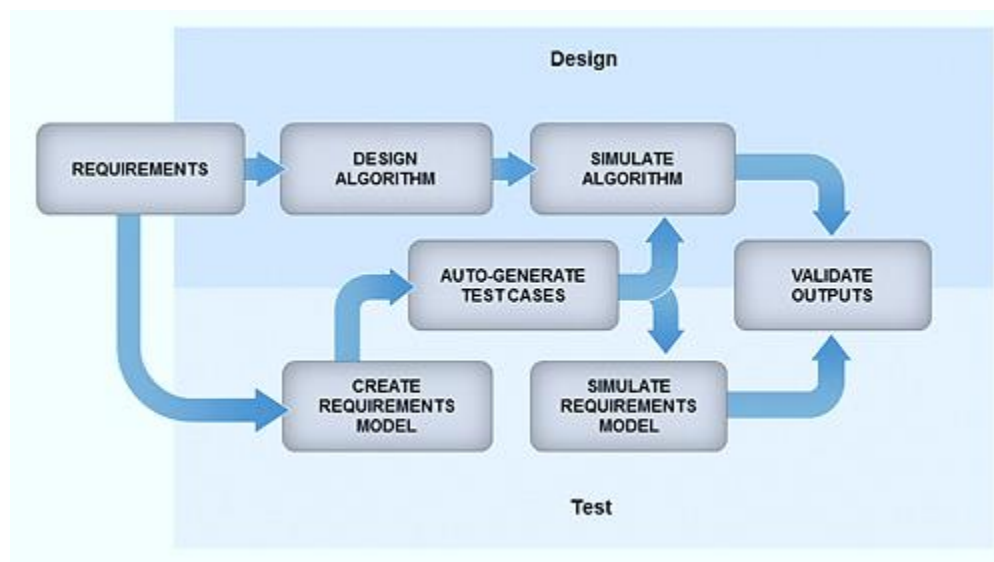 Design
REQUIREMENTS
DESIGN
ALGORITHM
SIMULATE
ALGORITHM
AUTO-GENERATE
TEST CASES
VALIDATE
OUTPUTS
CREATE
REQUIREMENTS
MODEL
SIMULATE
REQUIREMENTS
MODEL
Test